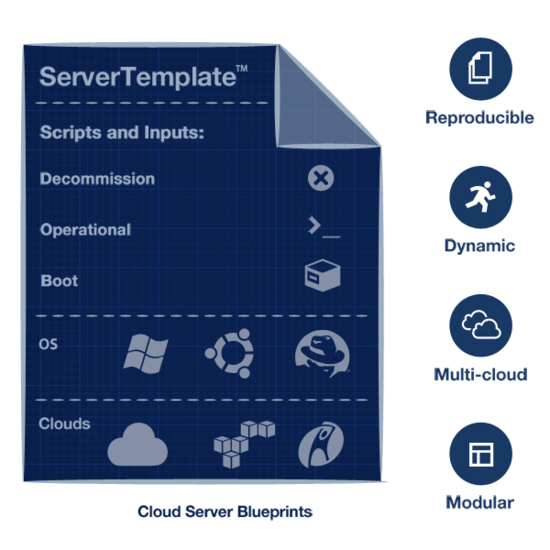 ServerTemplate™
Scripts and Inputs:
Decommission
Operational
Boot
OS
Clouds
Cloud Server Blueprints
Reproducible
Dynamic
Multi-cloud
Modular